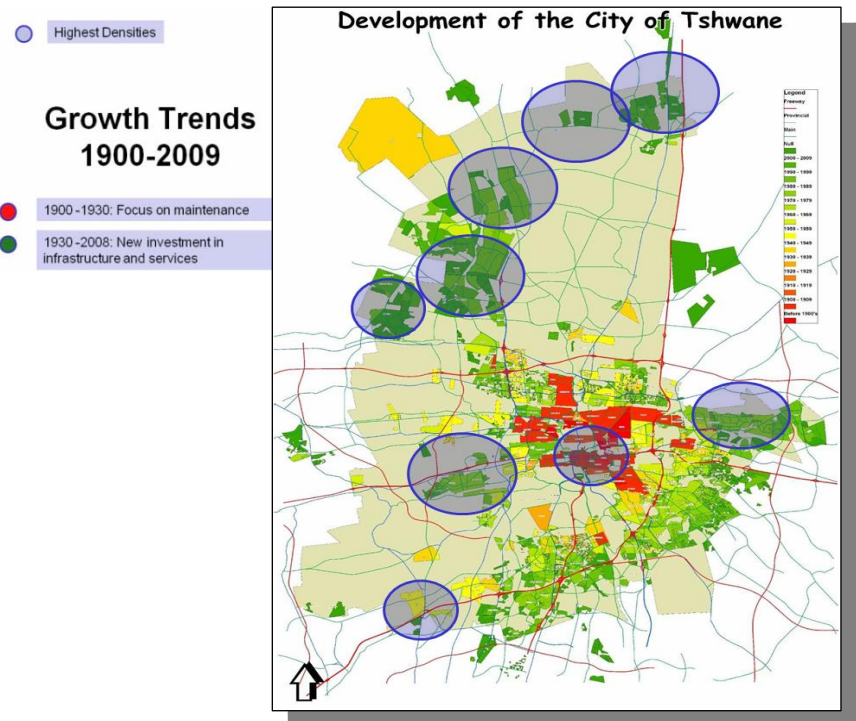 Development of the City of Tshwane
Highest Densities
Growth Trends
1900-2009
1900 -1930: Focus on maintenance
1930 -2008: New investment in
infrastructure and services
Legend
Freeway
Provincial
Main
Null
2000 - 2009
1980 - 1989
1970 - 1979
1960 - 1969
1950 - 1959
1940 - 1949
1930 - 1939
1920 - 1929
1910 - 1919
1900 - 1909
Before 1900's